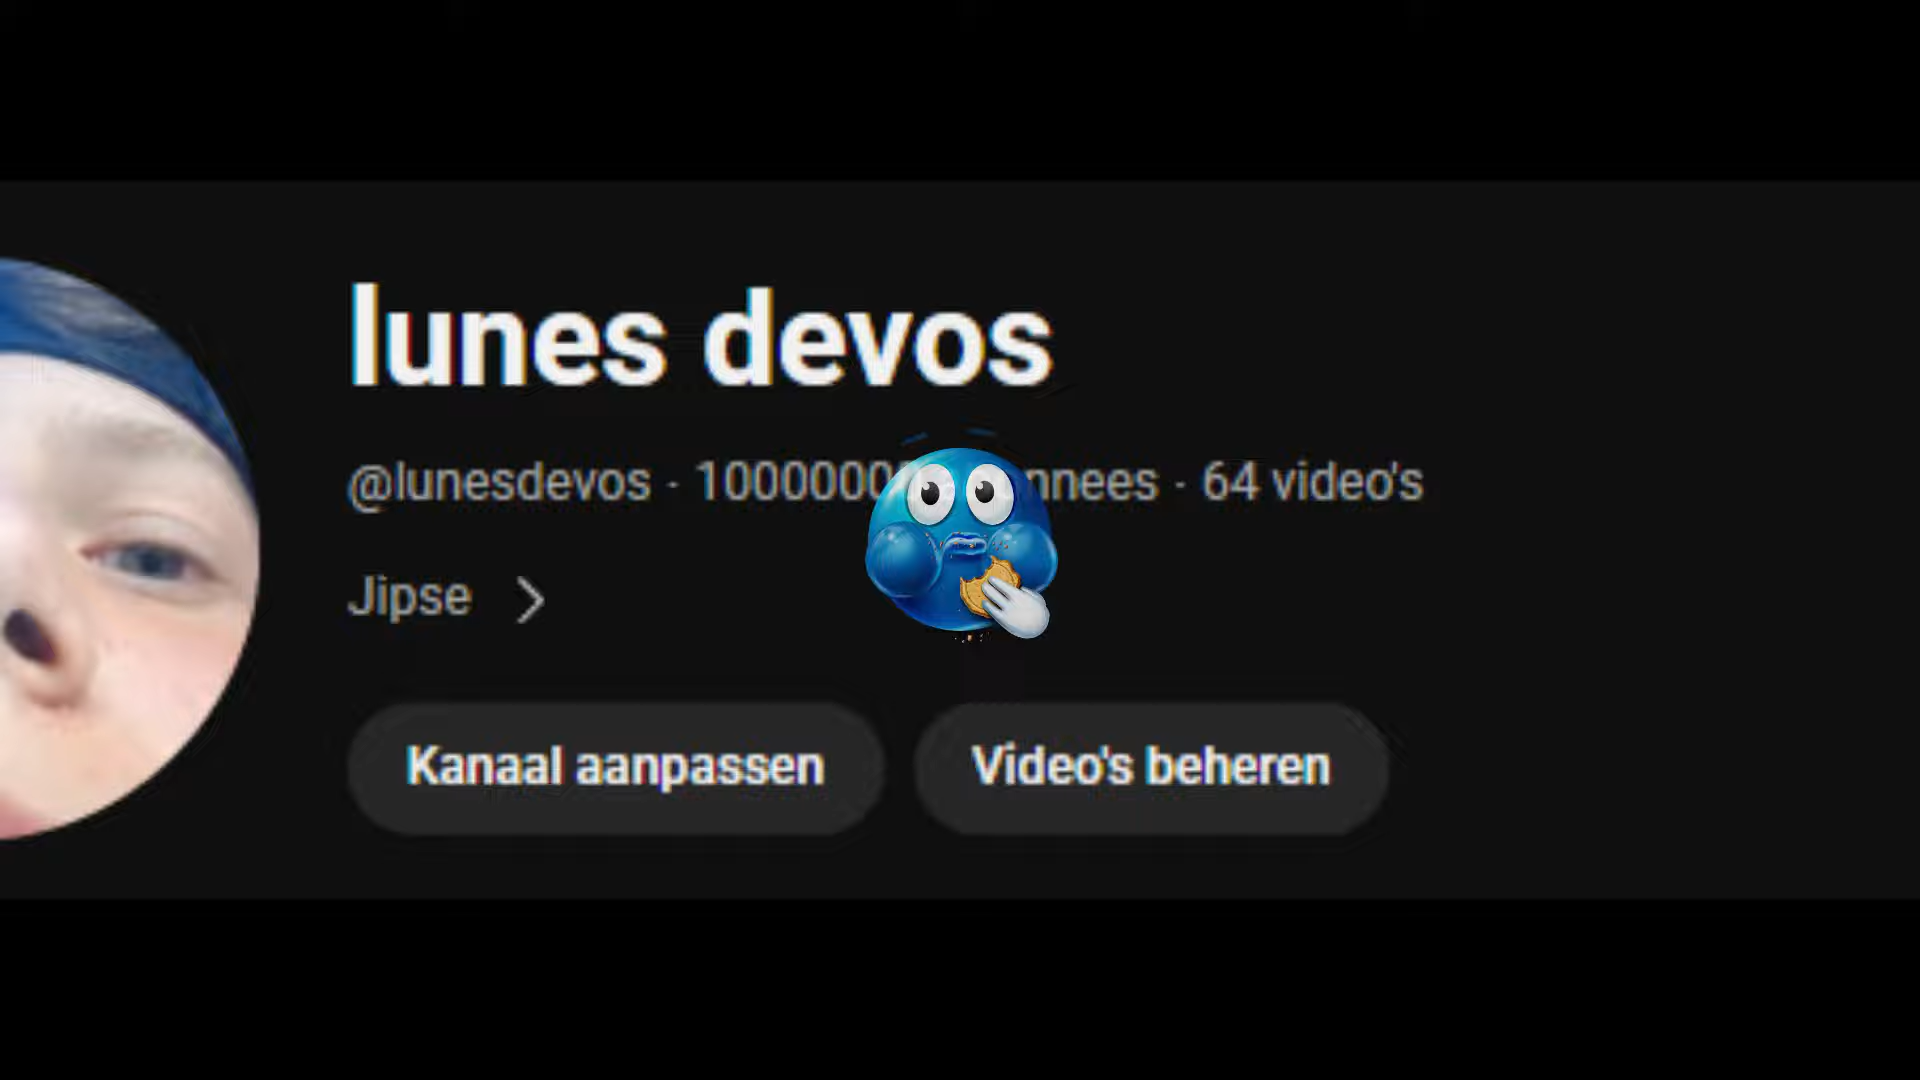 lunes devos
@lunesdevos · 1000000 nnees · 64 video's
Jipse
Kanaal aanpassen
Video's beheren